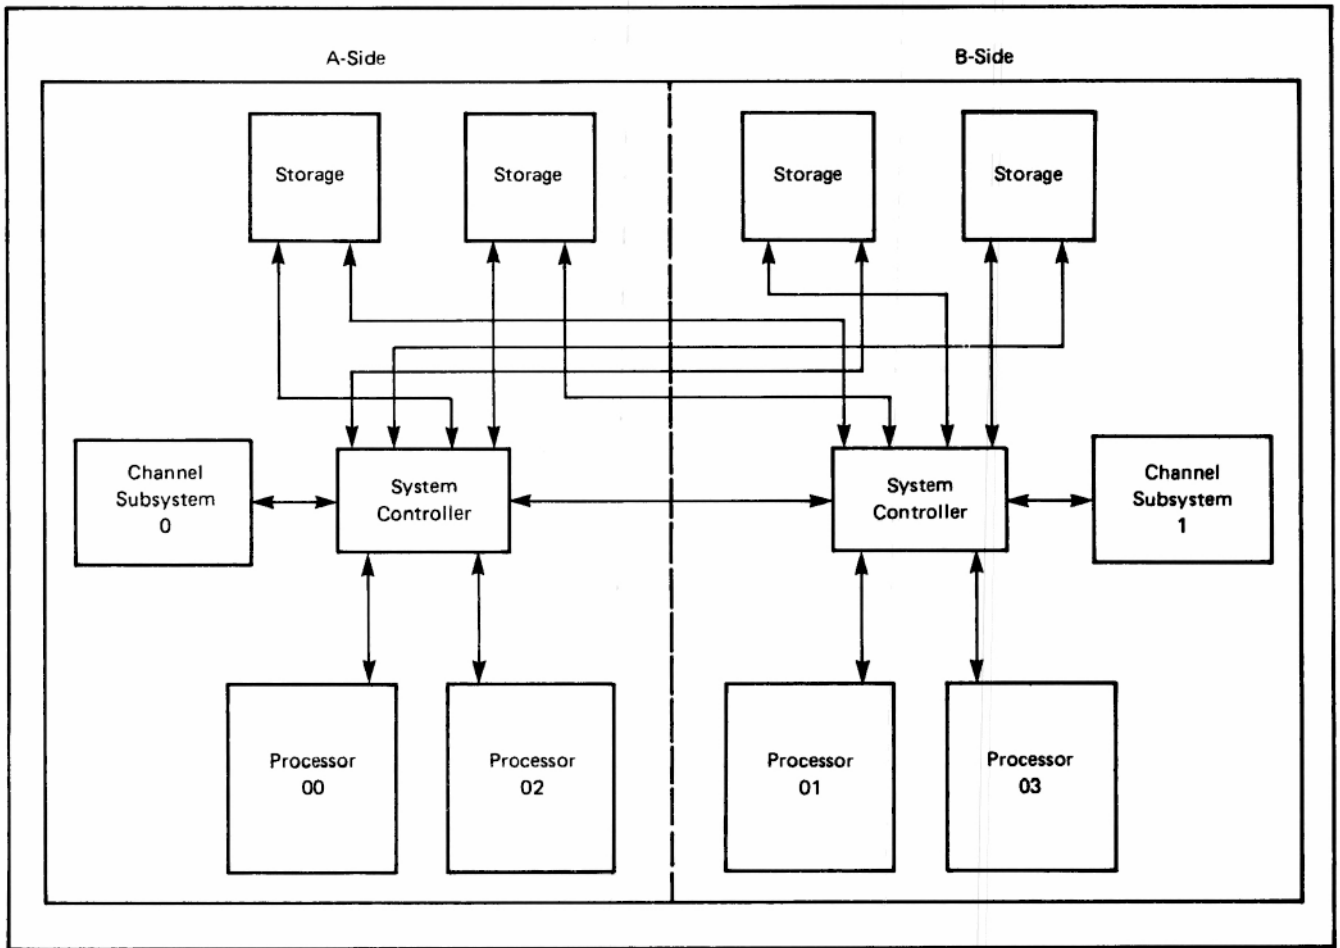 A-Side
B-Side
Storage
Storage
Storage
Storage
Channel
Subsystem
0
System
Controller
System
Controller
Channel
Subsystem
1
Processor
00
Processor
02
Processor
01
Processor
03